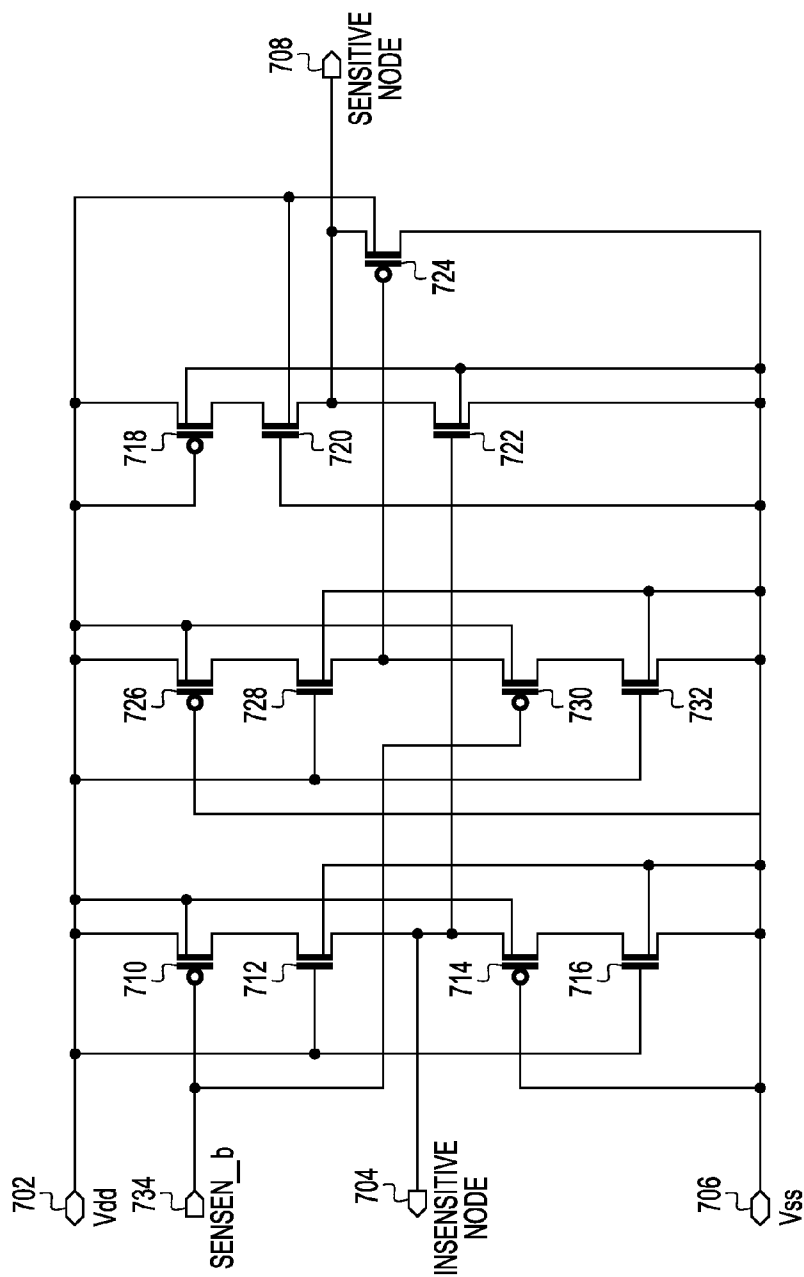 702
Vdd
734
SENSEN_b
704
INSENSITIVE
NODE
706
Vss
710
712
714
716
726
728
730
732
718
720
722
724
708
SENSITIVE
NODE